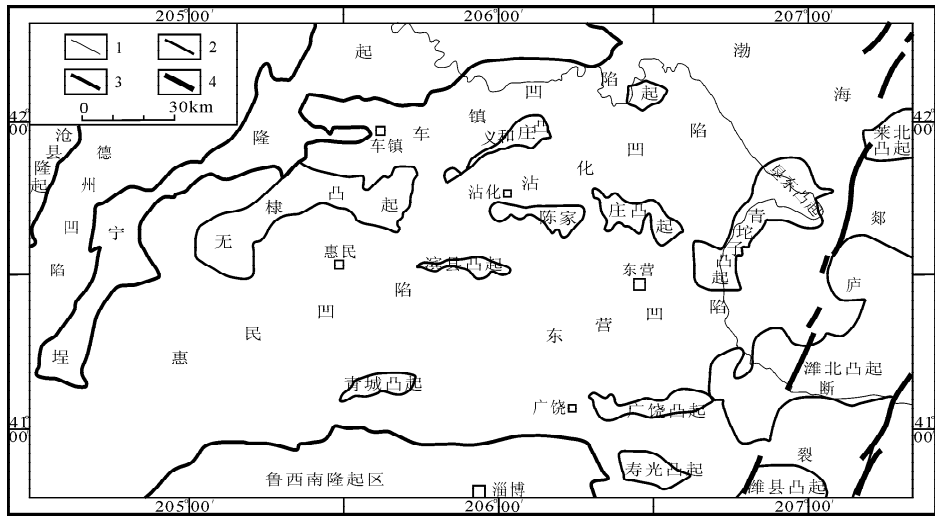 205°00′ 206°00′ 207°00′
1 2
3 4
0 30km
42°00′
42°00′
41°00′
41°00′
沧县隆起
德州凹陷
埕宁隆起
无棣凸起
车镇凹陷
车镇
义和庄凸起
沾化凹陷
沾化
渤海
莱北凸起
垦东凸起
青坨子凸起
陈家庄凸起
郯庐断裂
惠民
滨县凸起
东营
惠民凹陷
东营凹陷
潍北凸起
青城凸起
广饶
广饶凸起
寿光凸起
潍县凸起
鲁西南隆起区
淄博
205°00′ 206°00′ 207°00′